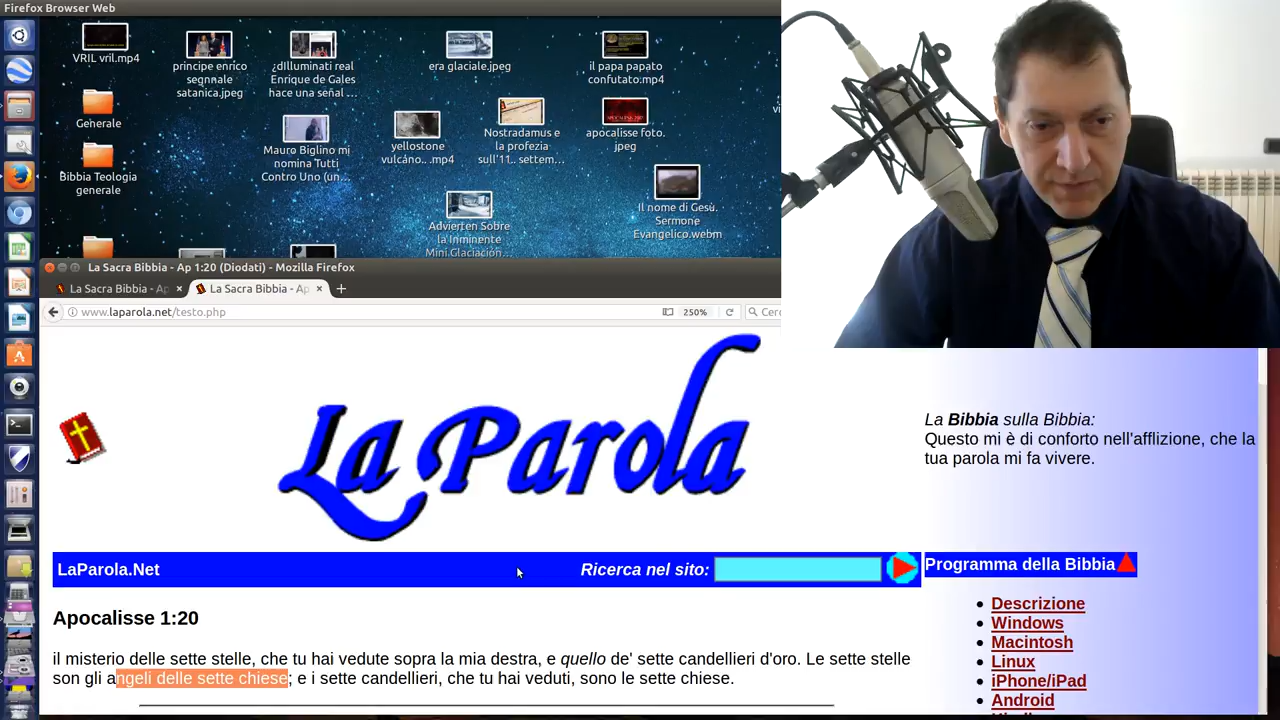 Firefox Browser Web
VRIL vril.mp4
principe enrico
segnnale
satanica.jpeg
¿dIlluminati real
Enrique de Gales
hace una señal ...
era glaciale.jpeg
il papa papato
confutato.mp4
Generale
Mauro Biglino mi
nomina Tutti
Contro Uno (un...
yellostone
vulcáno.. .mp4
Nostradamus e
la profezia
sull'11.. settem...
apocalisse foto.
jpeg
Bibbia Teologia
generale
Advierten Sobre
la Inminente
Mini Glaciación...
Il nome di Gesù.
Sermone
Evangelico.webm
La Sacra Bibbia - Ap 1:20 (Diodati) - Mozilla Firefox
La Sacra Bibbia - Ap
La Sacra Bibbia - Ap
www.laparola.net/testo.php
250%
Cerc
La Parola
La Bibbia sulla Bibbia:
Questo mi è di conforto nell'afflizione, che la
tua parola mi fa vivere.
LaParola.Net
Ricerca nel sito:
Programma della Bibbia
Descrizione
Windows
Macintosh
Linux
iPhone/iPad
Android
Apocalisse 1:20
il misterio delle sette stelle, che tu hai vedute sopra la mia destra, e quello de' sette candellieri d'oro. Le sette stelle
son gli angeli delle sette chiese; e i sette candellieri, che tu hai veduti, sono le sette chiese.